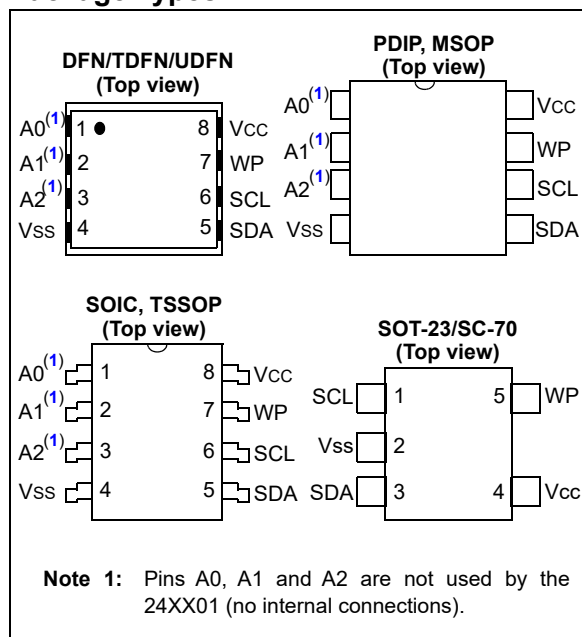 DFN/TDFN/UDFN
(Top view)
A0(1) 1 8 VCC
A1(1) 2 7 WP
A2(1) 3 6 SCL
VSS 4 5 SDA
PDIP, MSOP
(Top view)
A0(1) VCC
A1(1) WP
A2(1) SCL
VSS SDA
SOIC, TSSOP
(Top view)
A0(1) 1 8 VCC
A1(1) 2 7 WP
A2(1) 3 6 SCL
VSS 4 5 SDA
SOT-23/SC-70
(Top view)
SCL 1 5 WP
Vss 2
SDA 3 4 Vcc
Note 1: Pins A0, A1 and A2 are not used by the
24XX01 (no internal connections).